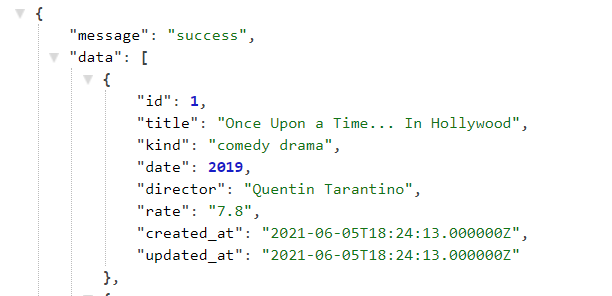 {
"message": "success",
"data": [
{
"id": 1,
"title": "Once Upon a Time... In Hollywood",
"kind": "comedy drama",
"date": 2019,
"director": "Quentin Tarantino",
"rate": "7.8",
"created_at": "2021-06-05T18:24:13.000000Z",
"updated_at": "2021-06-05T18:24:13.000000Z"
},